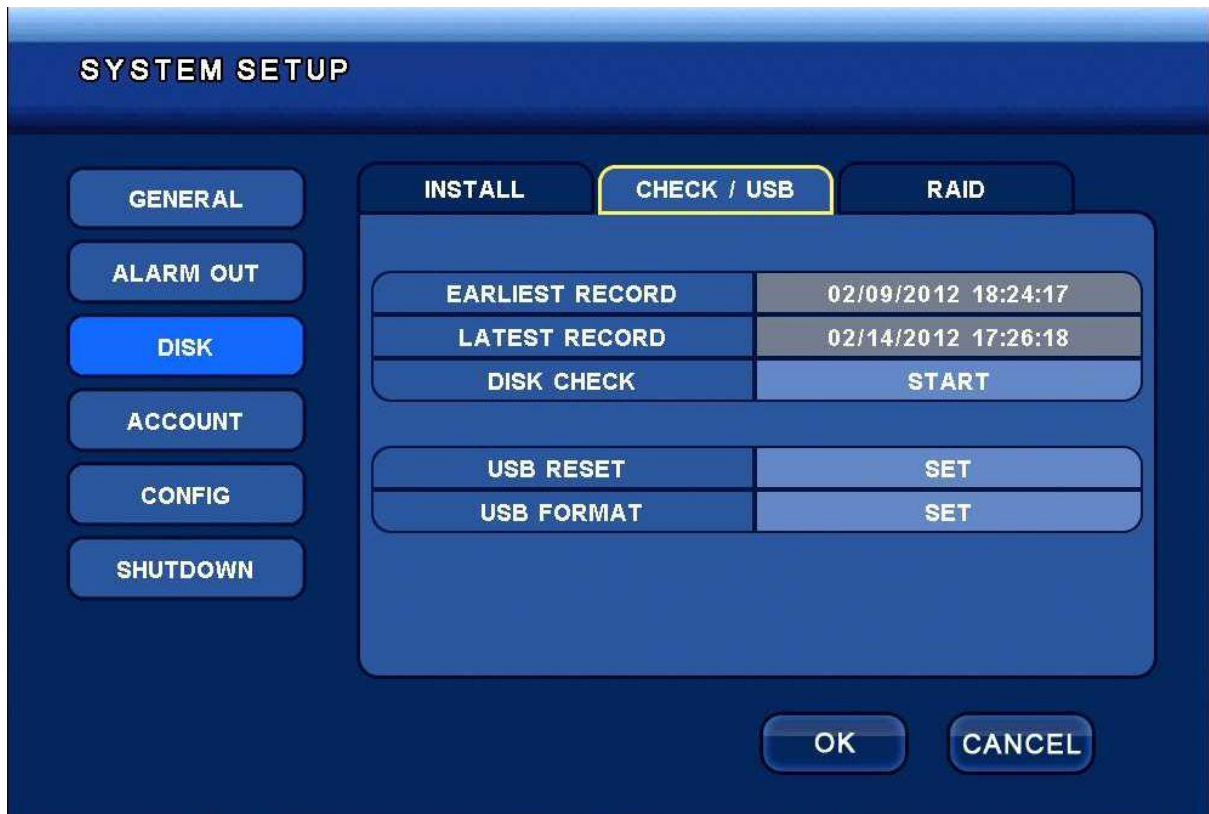 SYSTEM SETUP
GENERAL
ALARM OUT
DISK
ACCOUNT
CONFIG
SHUTDOWN
INSTALL CHECK / USB RAID
EARLIEST RECORD 02/09/2012 18:24:17
LATEST RECORD 02/14/2012 17:26:18
DISK CHECK START
USB RESET SET
USB FORMAT SET
OK CANCEL